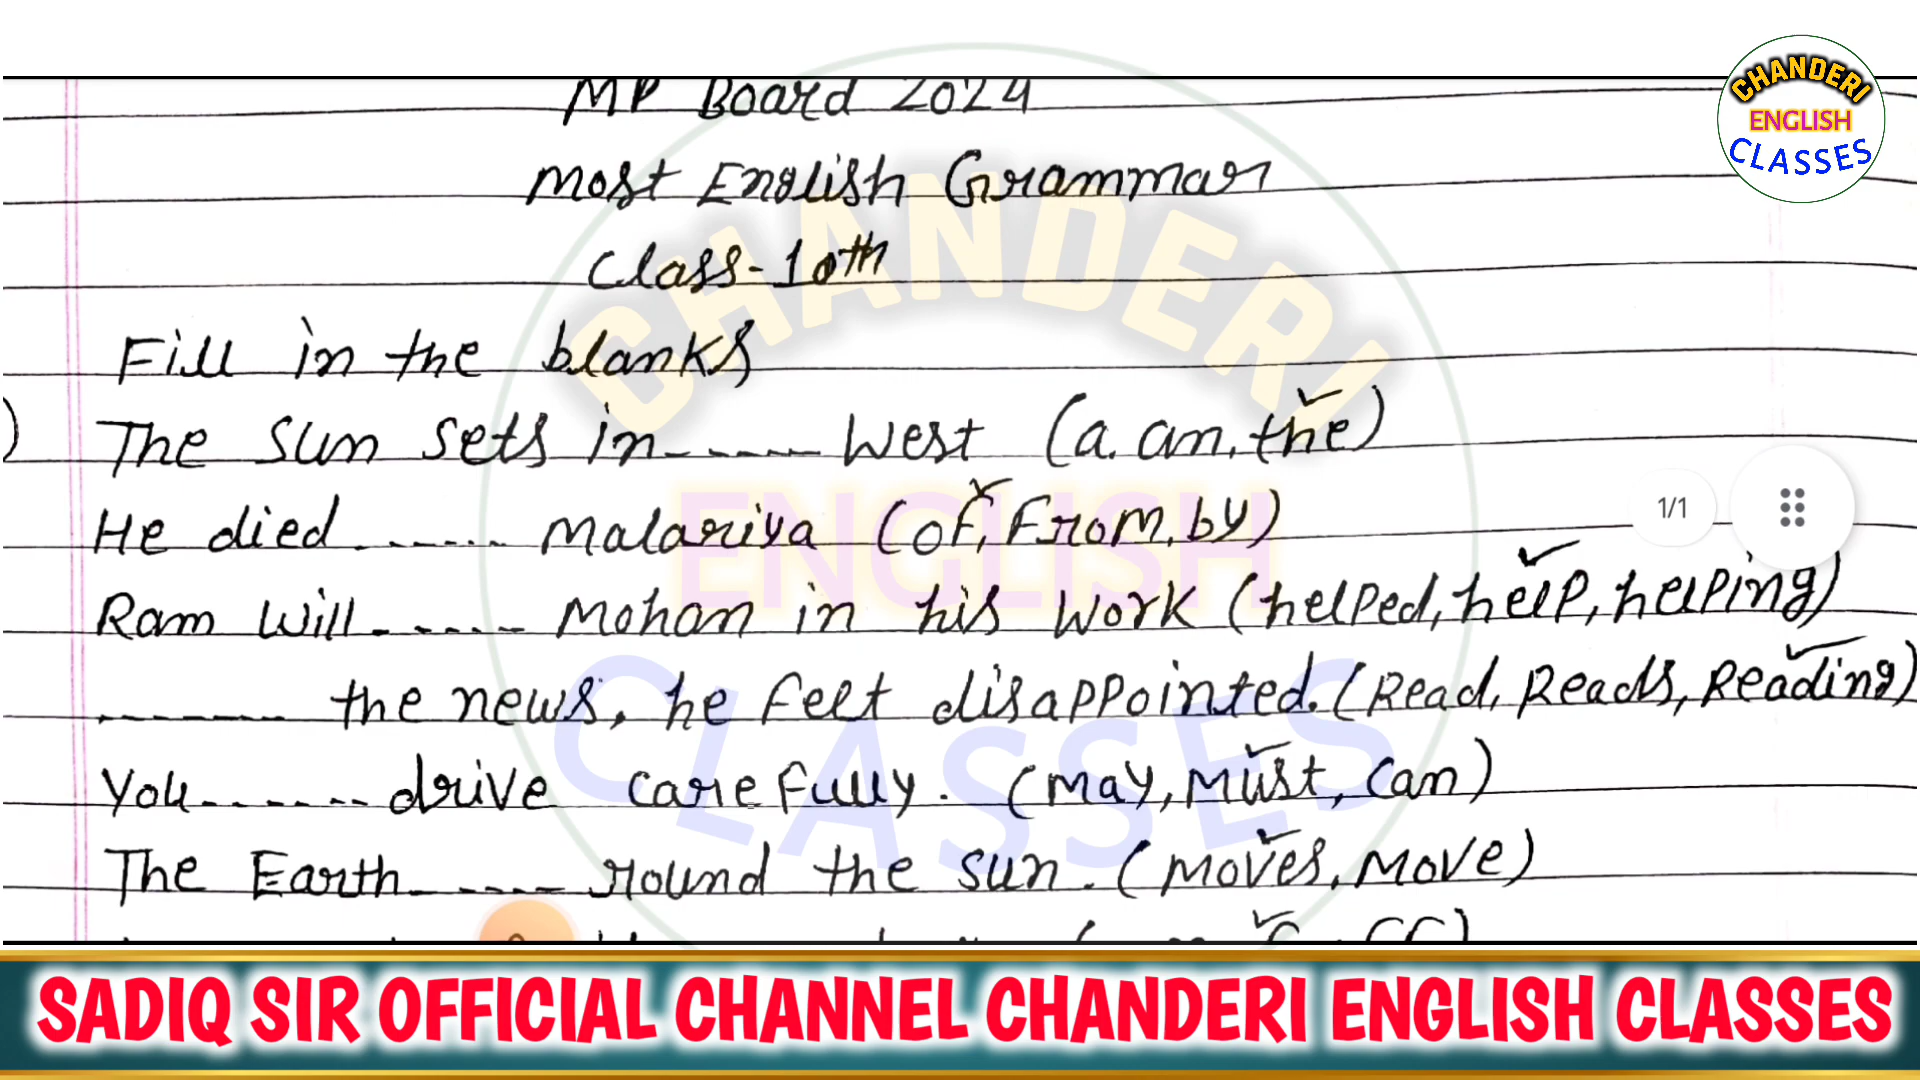 MP Board 2024
CHANDERI
ENGLISH
CLASSES
Most English Grammar
Class-10th
Fill in the blanks
) The Sun sets in------ West (a. an, the)
He died ------ Malariya (of, From, by)
Ram Will ------ Mohan in his Work (helped, help, helping)
------- the news, he felt disappointed. (Read, Reads, Reading)
You ------- drive carefully. (May, Must, Can)
The Earth ------ round the sun. (Moves, Move)
1/1
CHANDERI
ENGLISH
CLASSES
SADIQ SIR OFFICIAL CHANNEL CHANDERI ENGLISH CLASSES